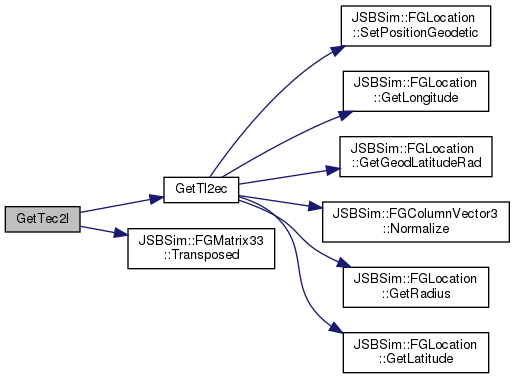 JSBSim::FGLocation
::SetPositionGeodetic
JSBSim::FGLocation
::GetLongitude
JSBSim::FGLocation
::GetGeodLatitudeRad
GetTl2ec
JSBSim::FGColumnVector3
::Normalize
GetTec2l
JSBSim::FGMatrix33
::Transposed
JSBSim::FGLocation
::GetRadius
JSBSim::FGLocation
::GetLatitude